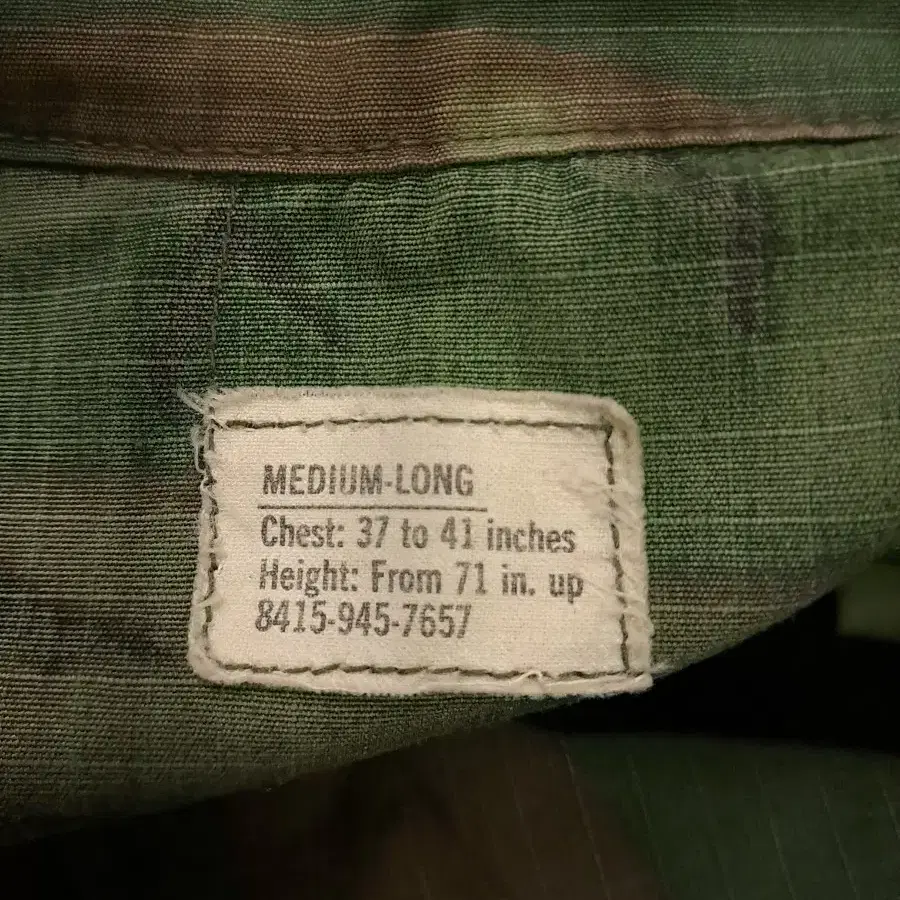 MEDIUM-LONG
Chest: 37 to 41 inches
Height: From 71 in. up
8415-945-7657